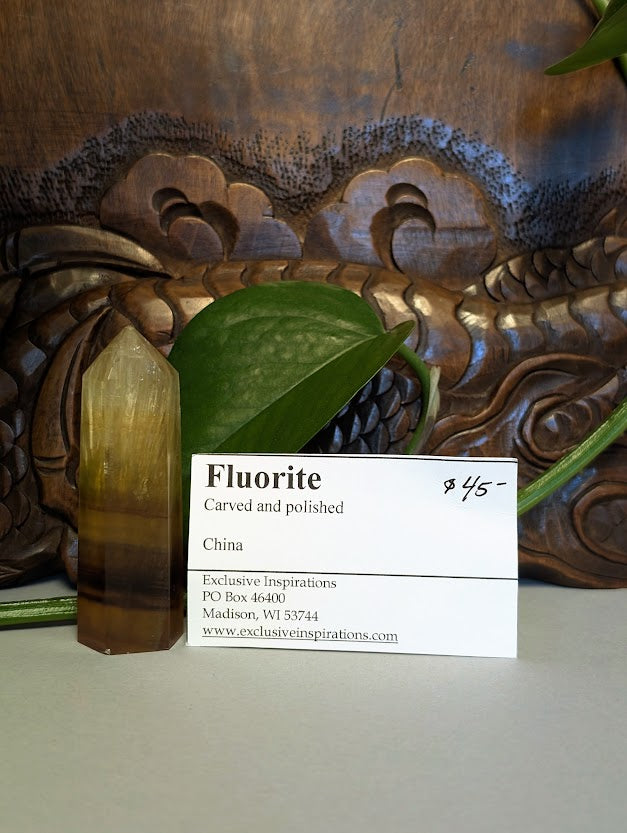 Fluorite
$45-
Carved and polished
China
Exclusive Inspirations
PO Box 46400
Madison, WI 53744
www.exclusiveinspirations.com